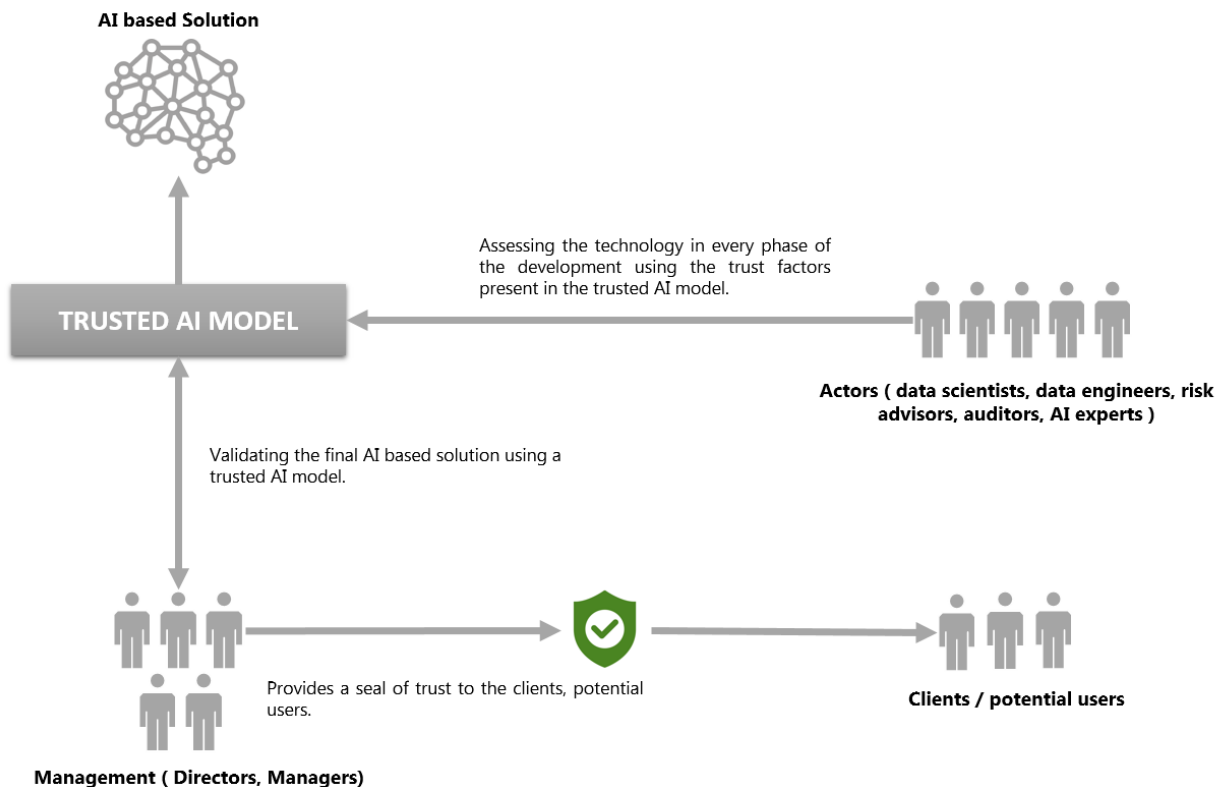 AI based Solution
Assessing the technology in every phase of
the development using the trust factors
present in the trusted AI model.
TRUSTED AI MODEL
Actors ( data scientists, data engineers, risk
advisors, auditors, AI experts )
Validating the final AI based solution using a
trusted AI model.
Provides a seal of trust to the clients, potential
users.
Clients / potential users
Management ( Directors, Managers)